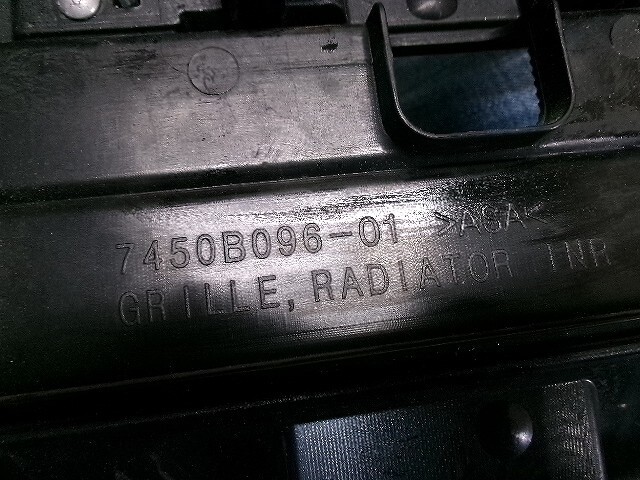 7450B096-01 >ASA<
GRILLE, RADIATOR INR